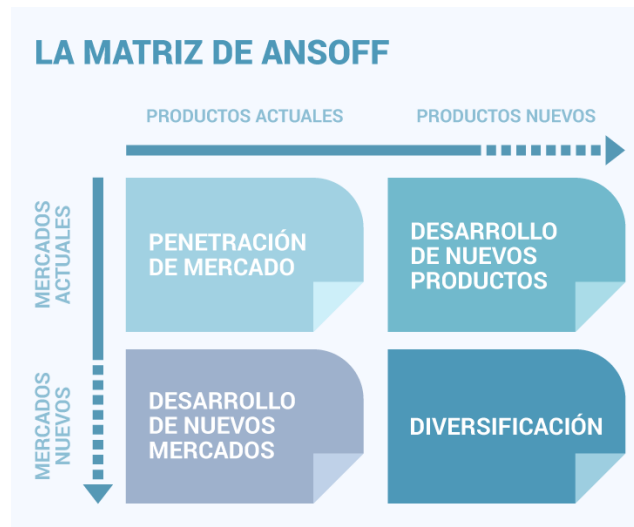 LA MATRIZ DE ANSOFF
PRODUCTOS ACTUALES
PRODUCTOS NUEVOS
MERCADOS
ACTUALES
PENETRACIÓN
DE MERCADO
DESARROLLO
DE NUEVOS
PRODUCTOS
MERCADOS
NUEVOS
DESARROLLO
DE NUEVOS
MERCADOS
DIVERSIFICACIÓN